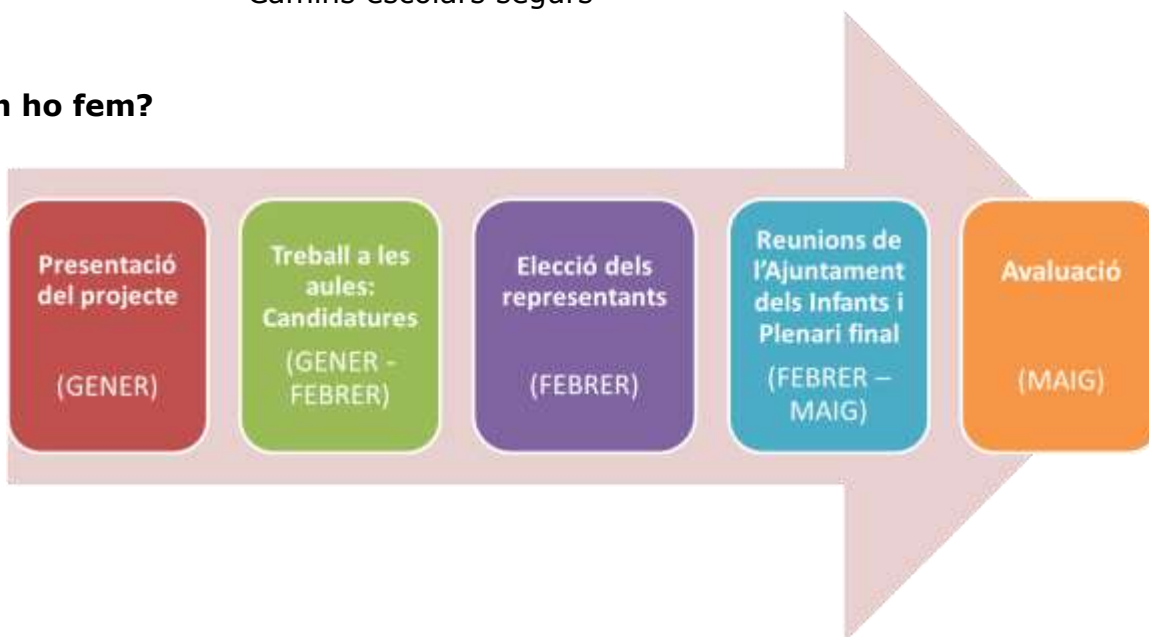 Camins escolars segurs
ho fem?
Presentació
del projecte
(GENER)
Treball a les
aules:
Candidatures
(GENER -
FEBRER)
Elecció dels
representants
(FEBRER)
Reunions de
l'Ajuntament
dels Infants i
Plenari final
(FEBRER –
MAIG)
Avaluació
(MAIG)